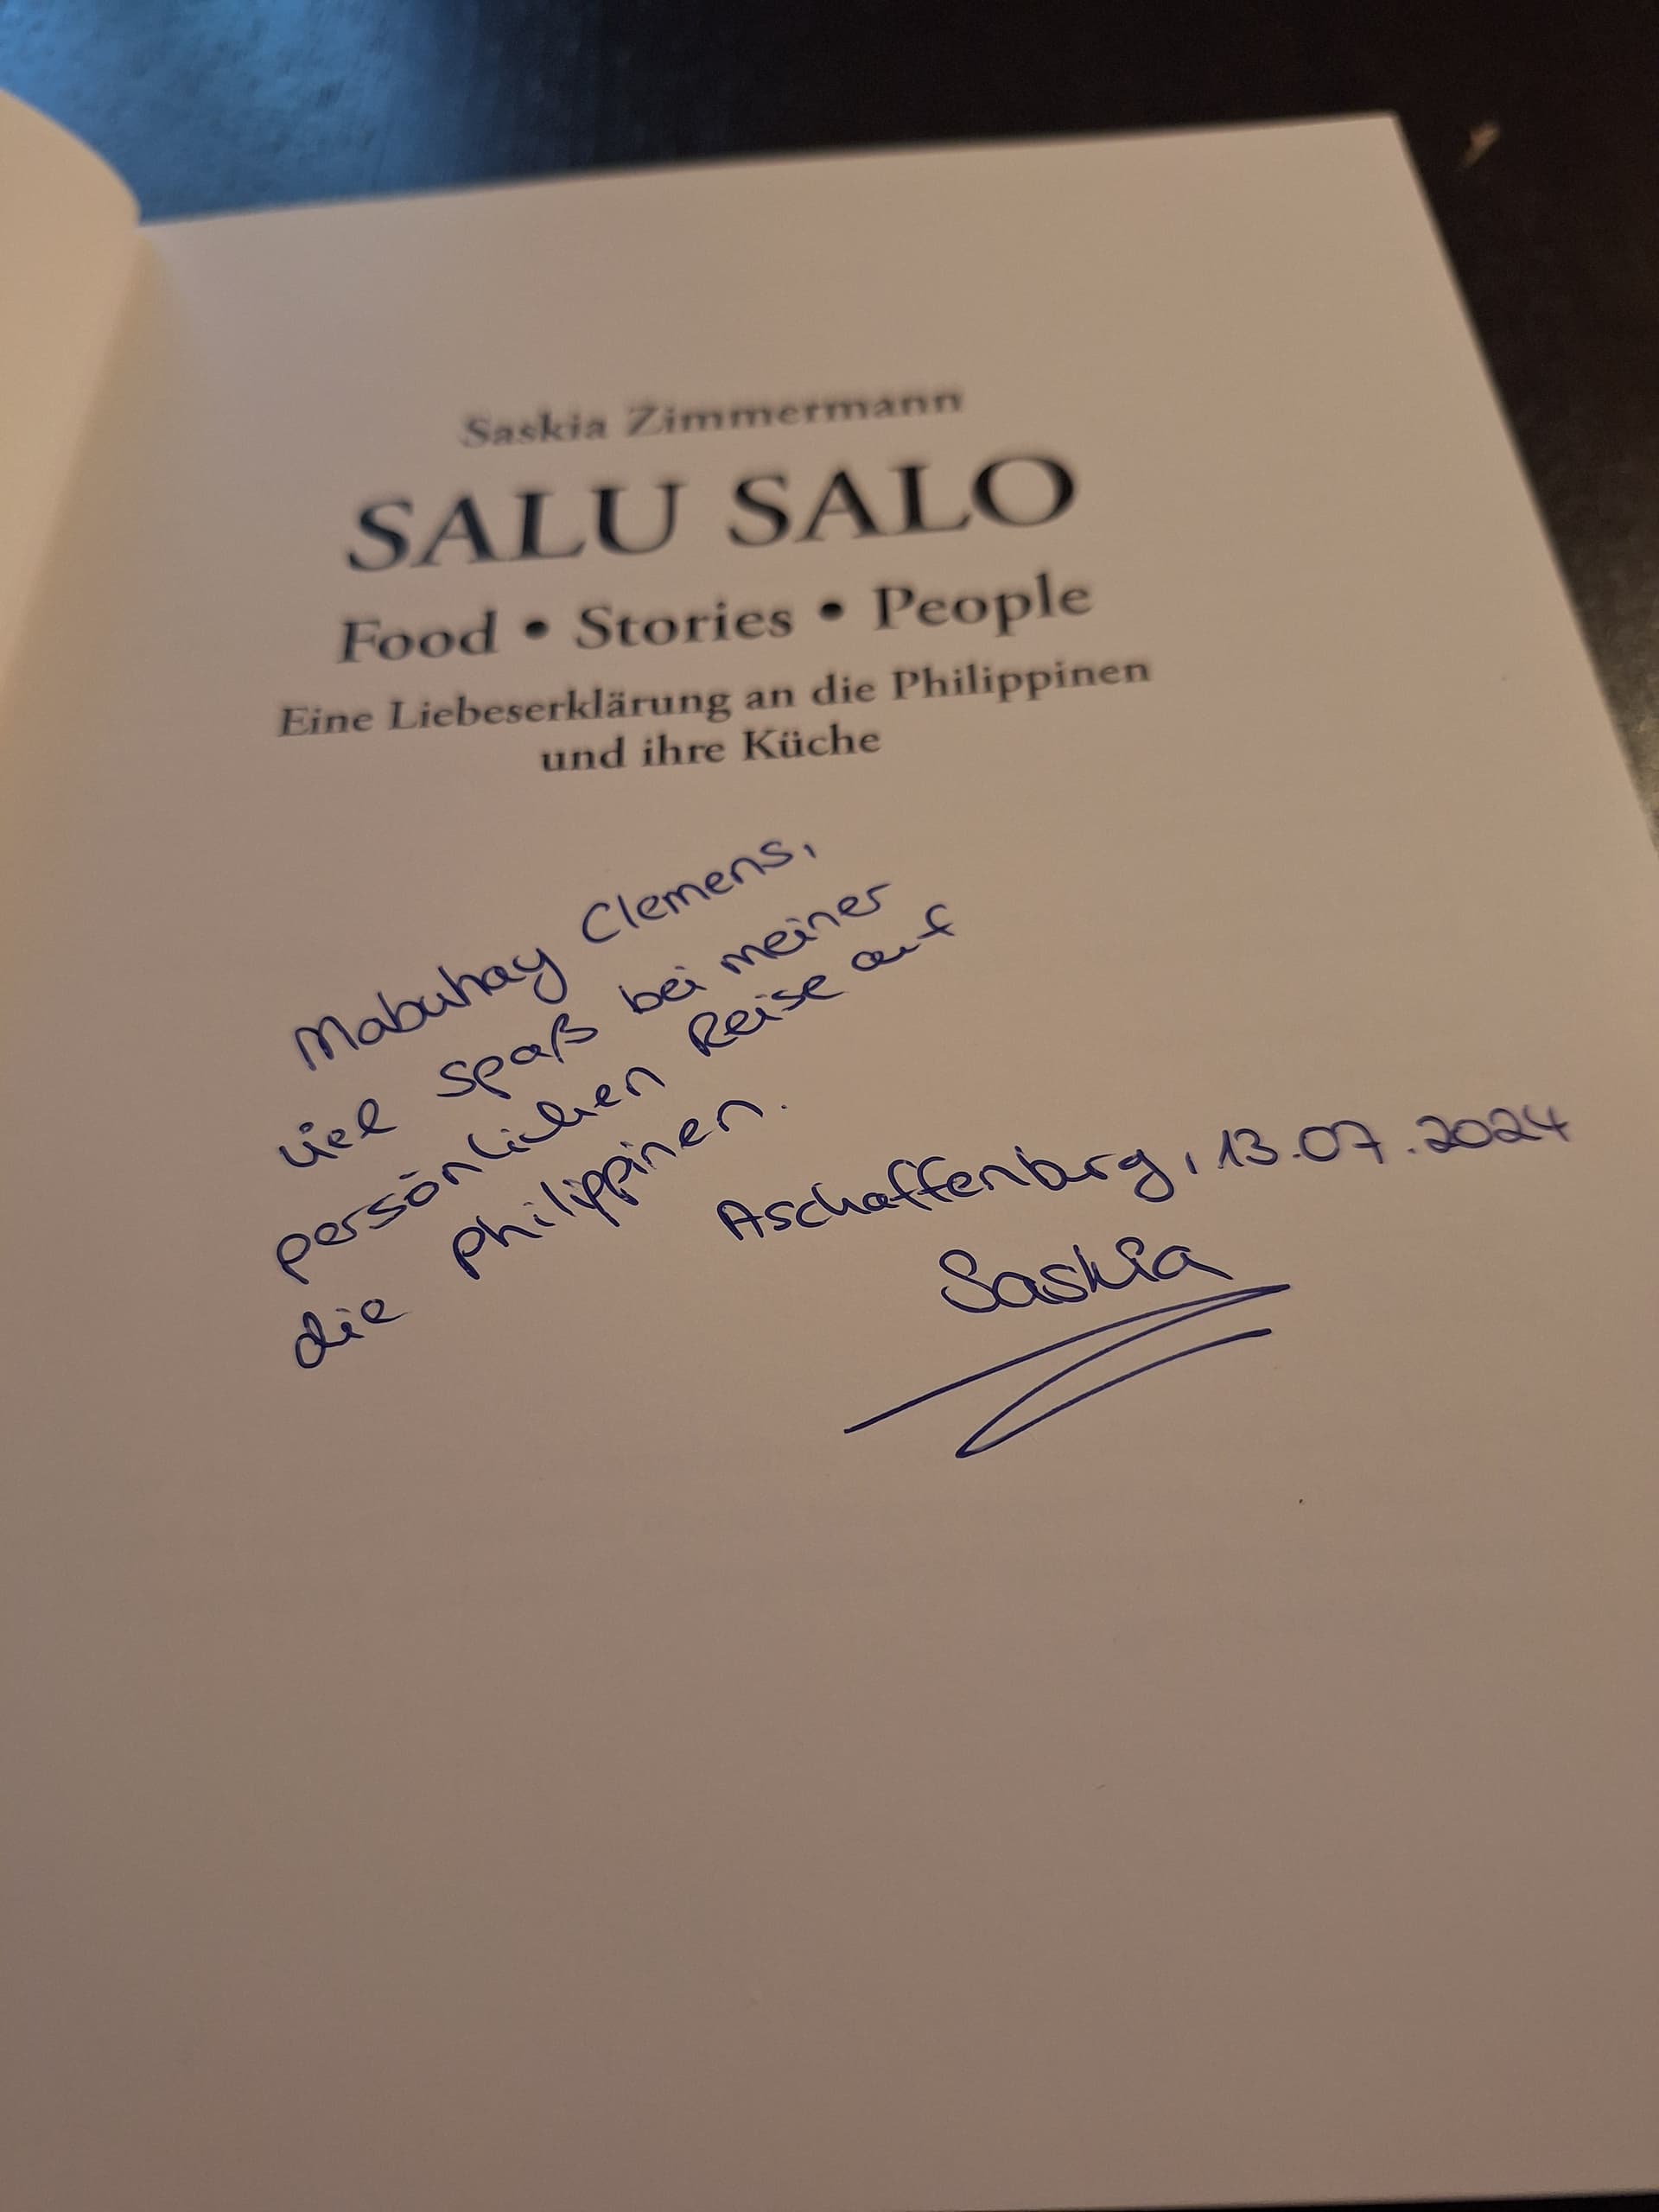 Saskia Zimmermann
SALU SALO
Food • Stories • People
Eine Liebeserklärung an die Philippinen
und ihre Küche
Mabuhay Clemens,
viel Spaß bei meiner
persönlichen Reise auf
die Philippinen.
Aschaffenburg, 13.07.2024
Saskia